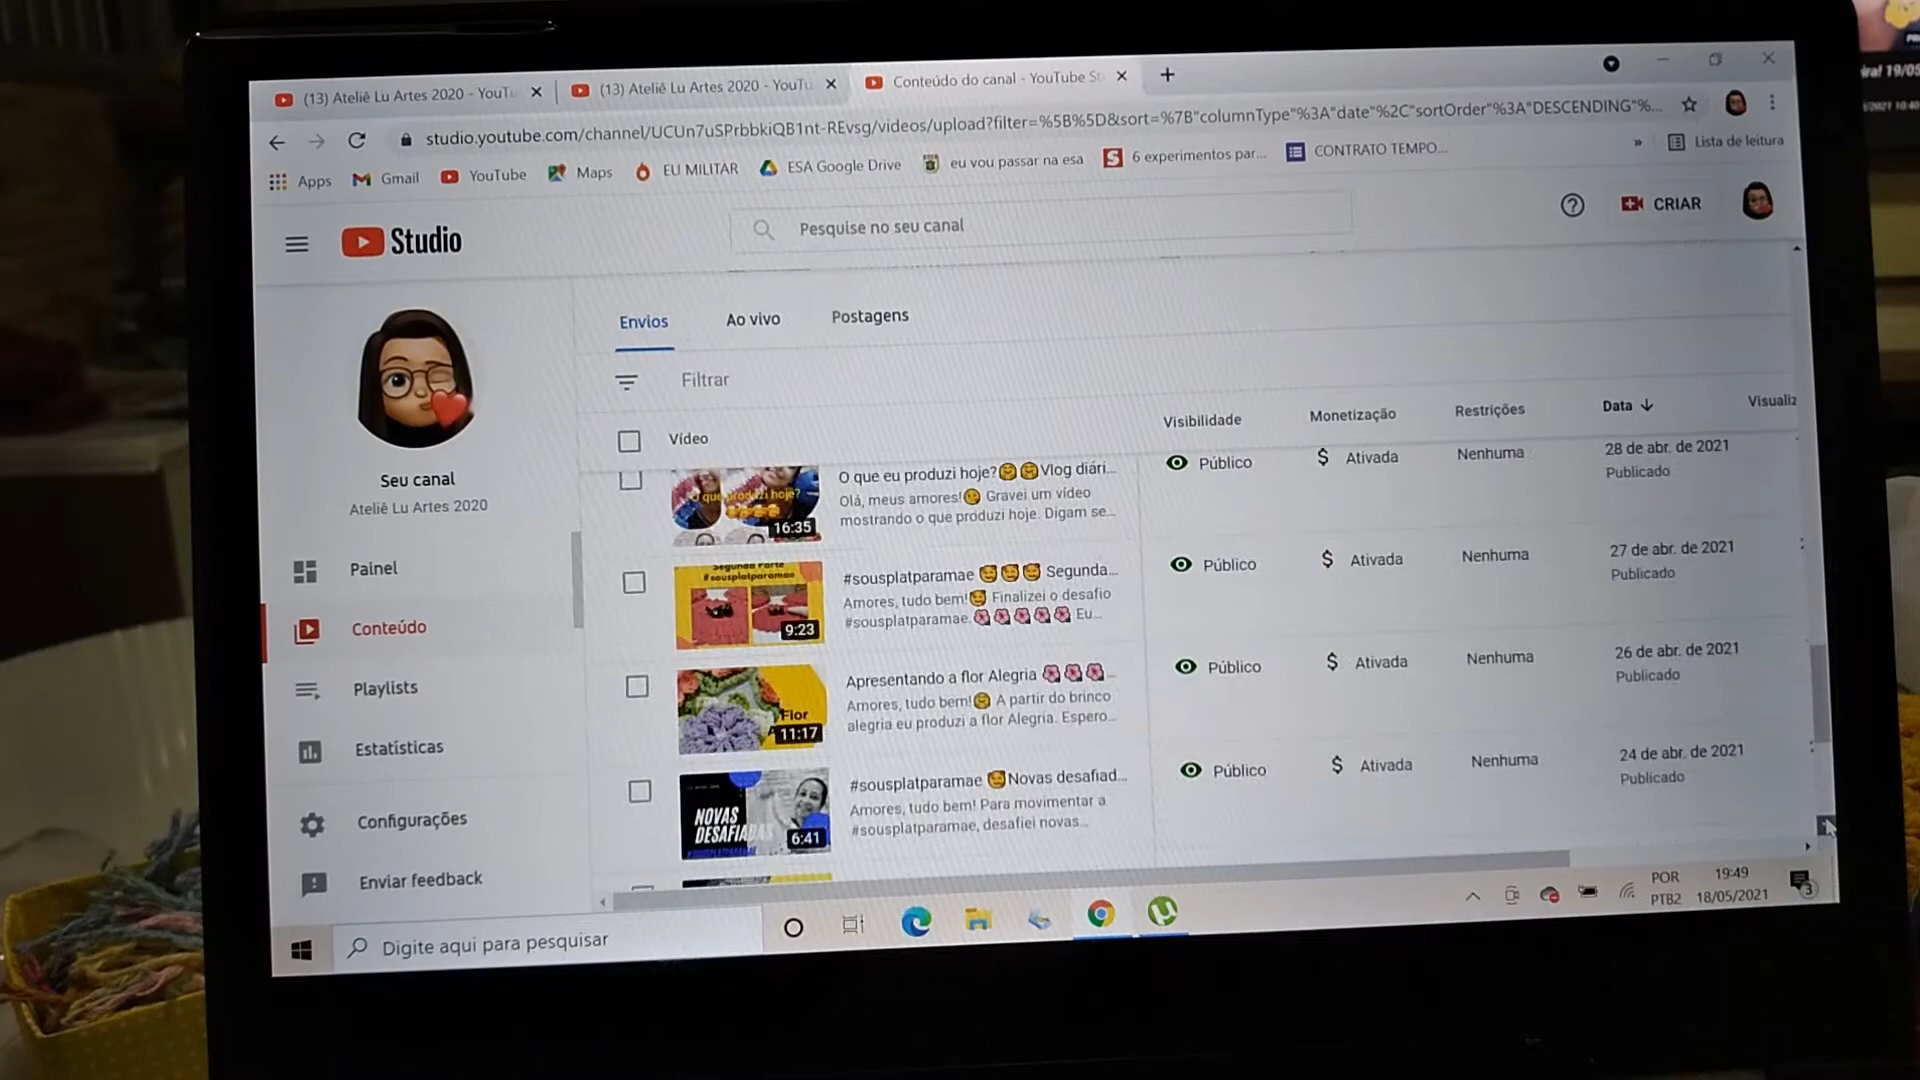 (13) Ateliê Lu Artes 2020 - YouTu
(13) Ateliê Lu Artes 2020 - YouTu
Conteúdo do canal - YouTube St
studio.youtube.com/channel/UCUn7uSPrbbkiQB1nt-REvsg/videos/upload?filter=%5B%5D&sort=%7B"columnType"%3A"date"%2C"sortOrder"%3A"DESCENDING"%...
Apps
Gmail
YouTube
Maps
EU MILITAR
ESA Google Drive
eu vou passar na esa
6 experimentos par...
CONTRATO TEMPO...
»
Lista de leitura
Studio
Pesquise no seu canal
CRIAR
Seu canal
Ateliê Lu Artes 2020
Painel
Conteúdo
Playlists
Estatísticas
Configurações
Enviar feedback
Envios
Ao vivo
Postagens
Filtrar
Vídeo
Visibilidade
Monetização
Restrições
Data
Visualiz
O que eu produzi hoje?🤗🤗Vlog diári...
Olá, meus amores!😘 Gravei um vídeo
mostrando o que produzi hoje. Digam se...
produzi hoje?
16:35
Público
$ Ativada
Nenhuma
28 de abr. de 2021
Publicado
Segunda Parte
#sousplatparamae
9:23
#sousplatparamae 🥰🥰🥰 Segunda...
Amores, tudo bem!🥰 Finalizei o desafio
#sousplatparamae.🌺🌺🌺🌺🌺 Eu...
Público
$ Ativada
Nenhuma
27 de abr. de 2021
Publicado
Flor
11:17
Apresentando a flor Alegria 🌺🌺🌺...
Amores, tudo bem!🤗 A partir do brinco
alegria eu produzi a flor Alegria. Espero...
Público
$ Ativada
Nenhuma
26 de abr. de 2021
Publicado
NOVAS
DESAFIADAS
6:41
#sousplatparamae 🥰Novas desafiad...
Amores, tudo bem! Para movimentar a
#sousplatparamae, desafiei novas...
Público
$ Ativada
Nenhuma
24 de abr. de 2021
Publicado
Digite aqui para pesquisar
POR
PTB2
19:49
18/05/2021
3